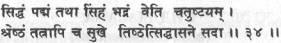 सिद्धं पद्मं तथा सिंहं भद्रं वेति चतुष्टयम् ।
श्रेष्ठं तत्रापि च सुखे तिष्ठेत्सिद्धासने सदा ।। ३४ ।।